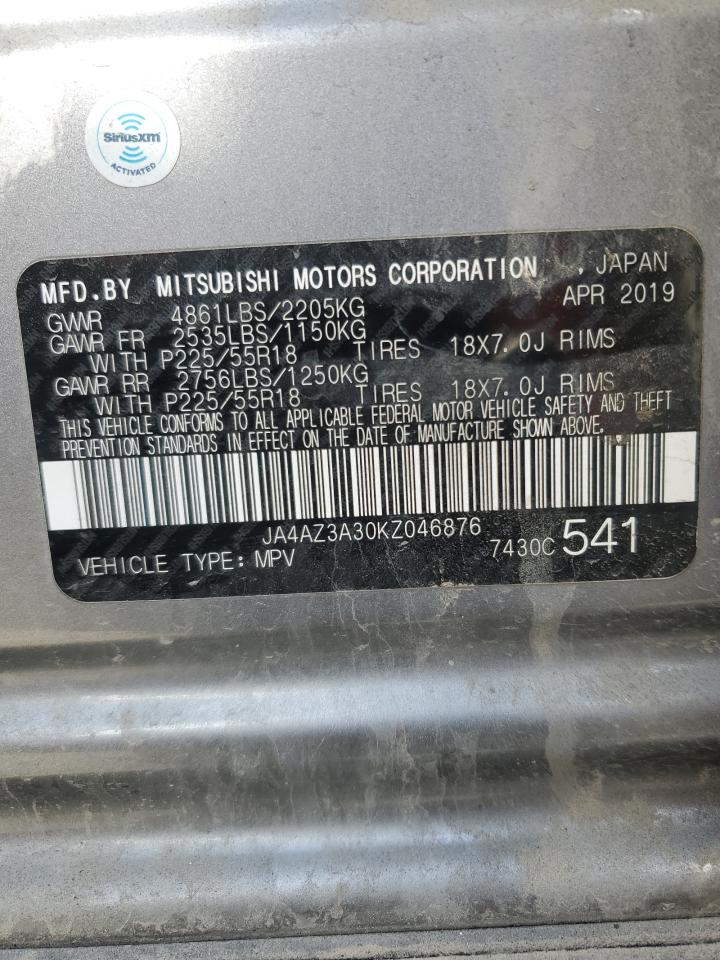 SiriusXM
ACTIVATED
MFD.BY MITSUBISHI MOTORS CORPORATION , JAPAN
GVWR 4861LBS/2205KG APR 2019
GAWR FR 2535LBS/1150KG
WITH P225/55R18 TIRES 18X7.0J RIMS
GAWR RR 2756LBS/1250KG
WITH P225/55R18 TIRES 18X7.0J RIMS
THIS VEHICLE CONFORMS TO ALL APPLICABLE FEDERAL MOTOR VEHICLE SAFETY AND THEFT
PREVENTION STANDARDS IN EFFECT ON THE DATE OF MANUFACTURE SHOWN ABOVE.
JA4AZ3A30KZ046876
VEHICLE TYPE: MPV 7430C 541